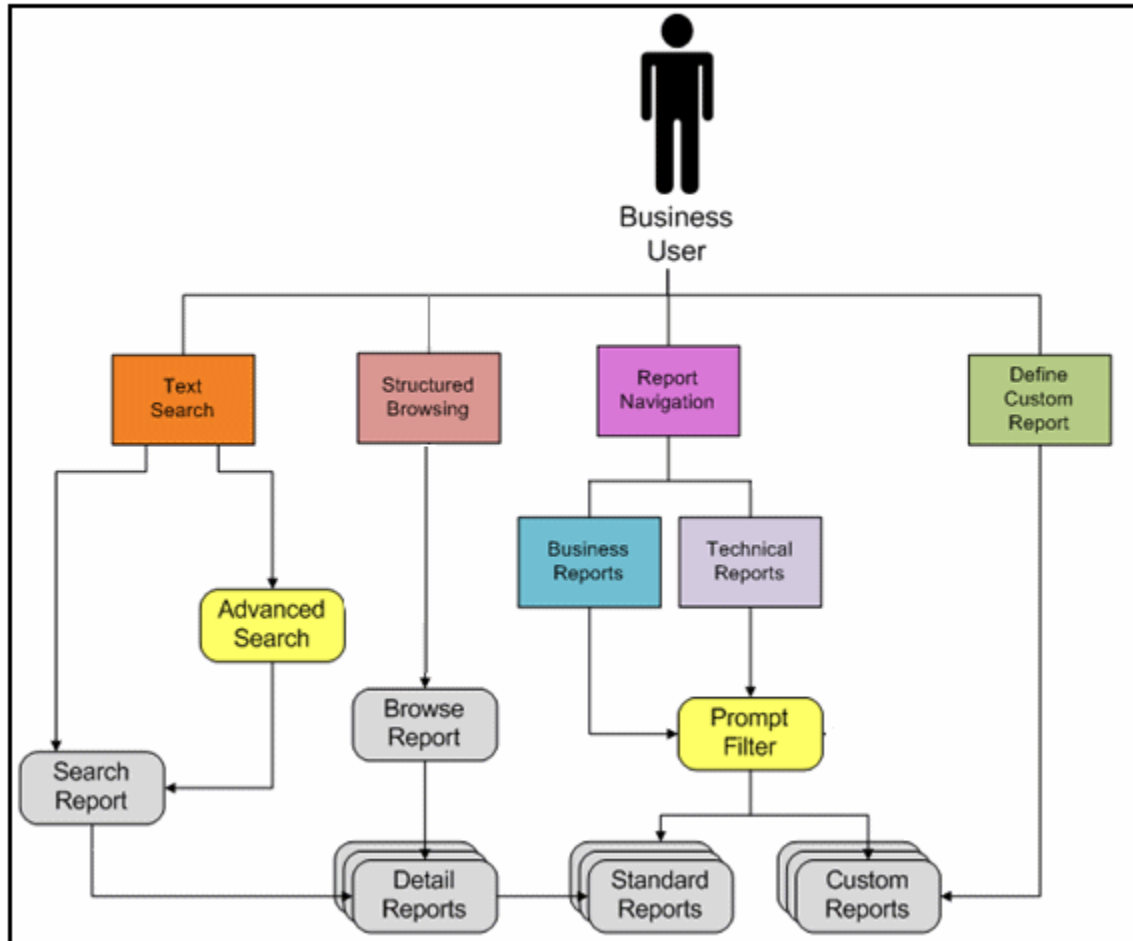 Business
User
Text
Search
Structured
Browsing
Report
Navigation
Define
Custom
Report
Business
Reports
Technical
Reports
Advanced
Search
Browse
Report
Prompt
Filter
Search
Report
Detail
Reports
Standard
Reports
Custom
Reports